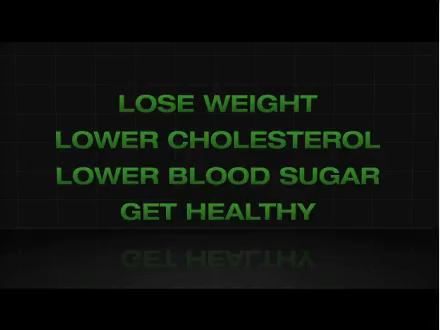 LOSE WEIGHT
LOWER CHOLESTEROL
LOWER BLOOD SUGAR
GET HEALTHY